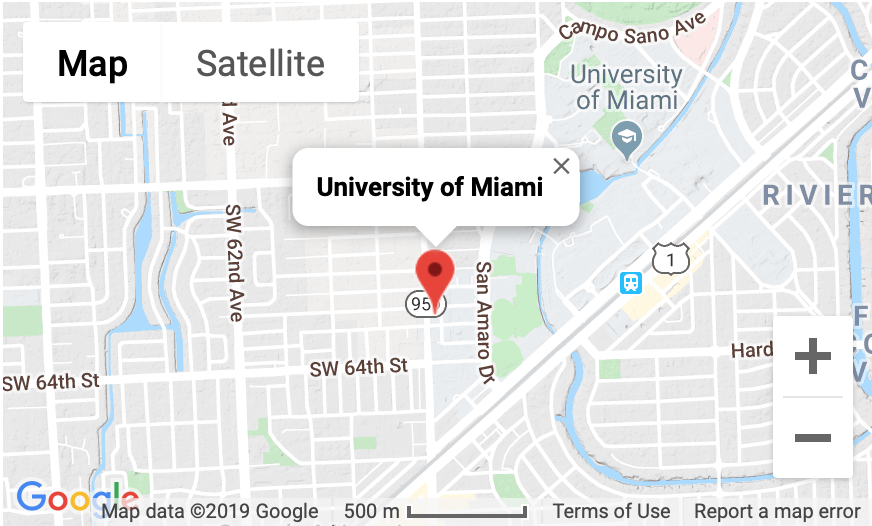 Campo Sano Ave
Map
Satellite
University
of Miami
Ave
University of Miami
RIVIER
SW 62nd Ave
1
San Amaro Dr
95
SW 64th St
SW 64th St
Hard
Google
Map data ©2019 Google
500 m
Terms of Use
Report a map error